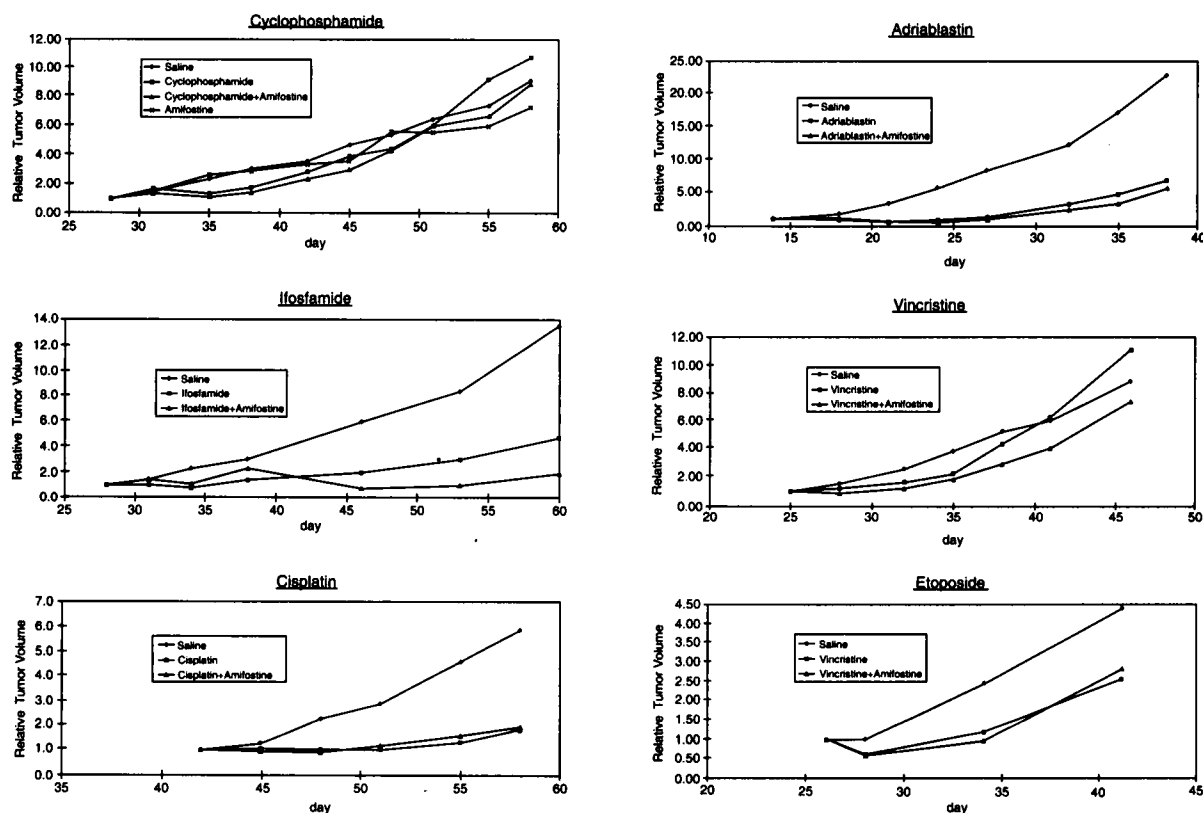 Cyclophosphamide
Relative Tumor Volume
12.00
10.00
8.00
6.00
4.00
2.00
0.00
Saline
Cyclophosphamide
Cyclophosphamide+Amifostine
Amifostine
25 30 35 40 45 50 55 60
day
Adriablastin
Relative Tumor Volume
25.00
20.00
15.00
10.00
5.00
0.00
Saline
Adriablastin
Adriablastin+Amifostine
10 15 20 25 30 35 40
day
Ifosfamide
Relative Tumor Volume
14.0
12.0
10.0
8.0
6.0
4.0
2.0
0.0
Saline
Ifosfamide
Ifosfamide+Amifostine
25 30 35 40 45 50 55 60
day
Vincristine
Relative Tumor Volume
12.00
10.00
8.00
6.00
4.00
2.00
0.00
Saline
Vincristine
Vincristine+Amifostine
20 25 30 35 40 45 50
day
Cisplatin
Relative Tumor Volume
7.0
6.0
5.0
4.0
3.0
2.0
1.0
0.0
Saline
Cisplatin
Cisplatin+Amifostine
35 40 45 50 55 60
day
Etoposide
Relative Tumor Volume
4.50
4.00
3.50
3.00
2.50
2.00
1.50
1.00
0.50
0.00
Saline
Vincristine
Vincristine+Amifostine
20 25 30 35 40 45
day